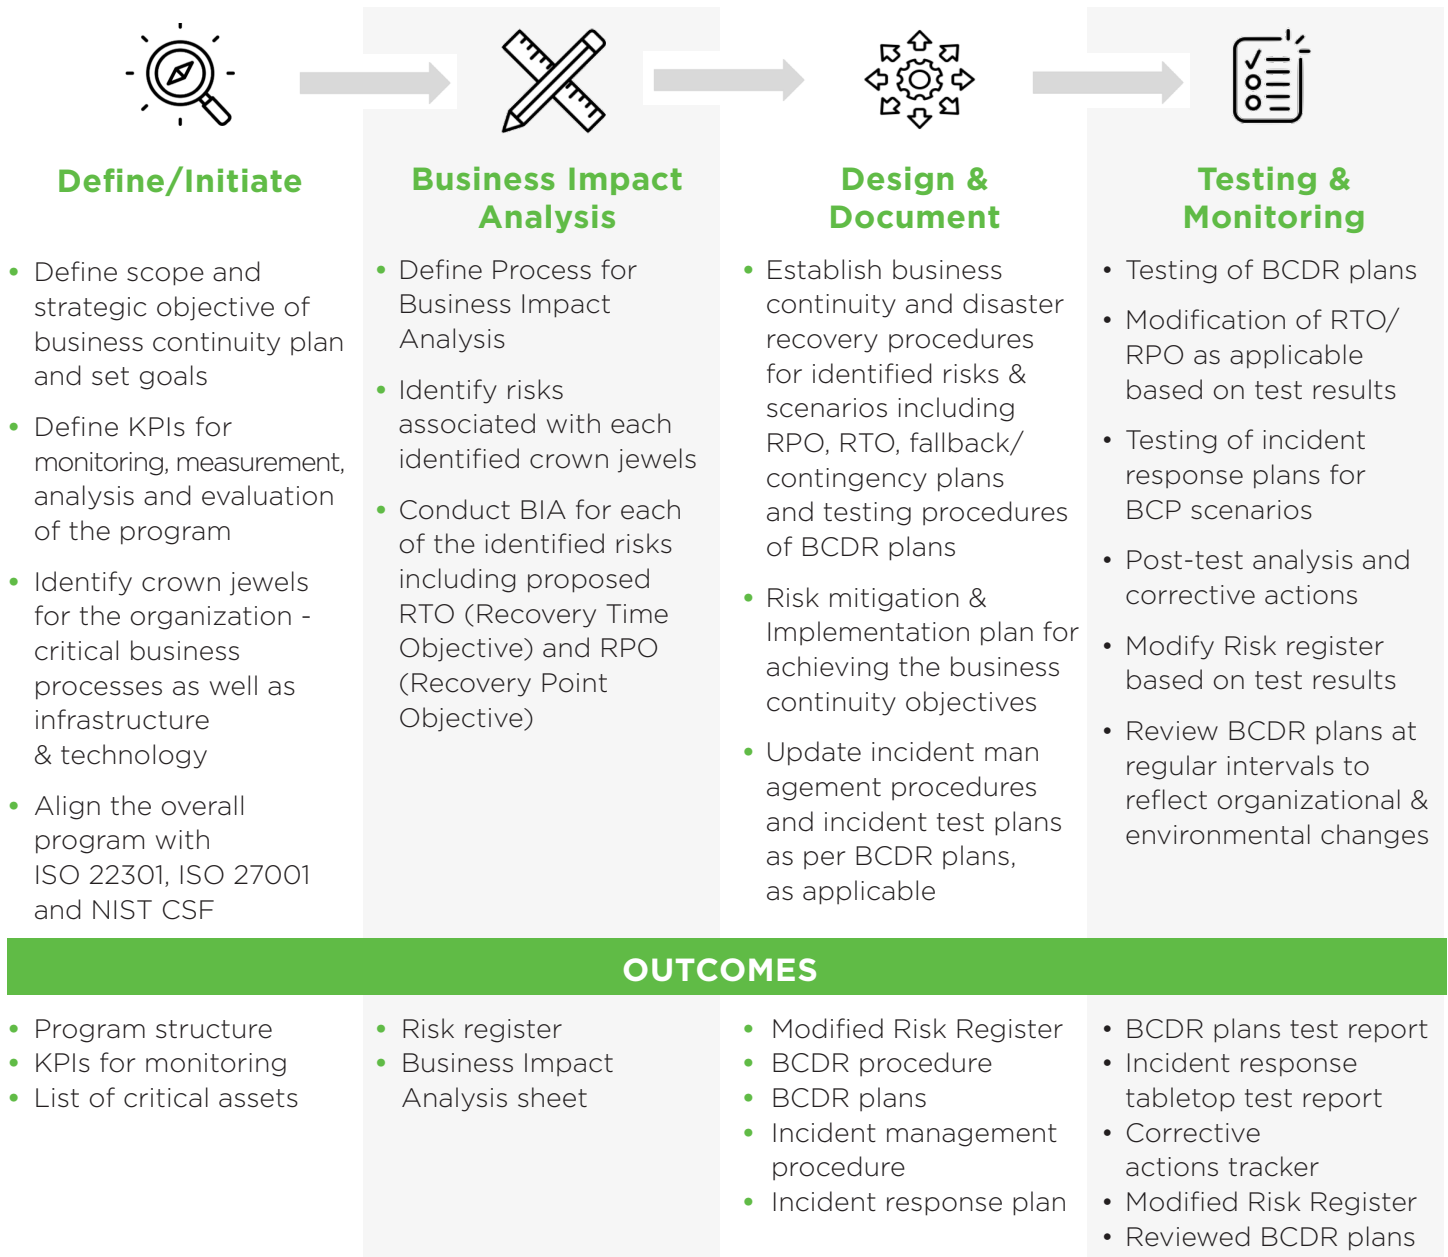 Define/Initiate
• Define scope and
strategic objective of
business continuity plan
and set goals
• Define KPIs for
monitoring, measurement,
analysis and evaluation
of the program
• Identify crown jewels
for the organization -
critical business
processes as well as
infrastructure
& technology
• Align the overall
program with
ISO 22301, ISO 27001
and NIST CSF
Business Impact
Analysis
• Define Process for
Business Impact
Analysis
• Identify risks
associated with each
identified crown jewels
• Conduct BIA for each
of the identified risks
including proposed
RTO (Recovery Time
Objective) and RPO
(Recovery Point
Objective)
Design &
Document
• Establish business
continuity and disaster
recovery procedures
for identified risks &
scenarios including
RPO, RTO, fallback/
contingency plans
and testing procedures
of BCDR plans
• Risk mitigation &
Implementation plan for
achieving the business
continuity objectives
• Update incident man
agement procedures
and incident test plans
as per BCDR plans,
as applicable
Testing &
Monitoring
• Testing of BCDR plans
• Modification of RTO/
RPO as applicable
based on test results
• Testing of incident
response plans for
BCP scenarios
• Post-test analysis and
corrective actions
• Modify Risk register
based on test results
• Review BCDR plans at
regular intervals to
reflect organizational &
environmental changes
OUTCOMES
• Program structure
• KPIs for monitoring
• List of critical assets
• Risk register
• Business Impact
Analysis sheet
• Modified Risk Register
• BCDR procedure
• BCDR plans
• Incident management
procedure
• Incident response plan
• BCDR plans test report
• Incident response
tabletop test report
• Corrective
actions tracker
• Modified Risk Register
• Reviewed BCDR plans